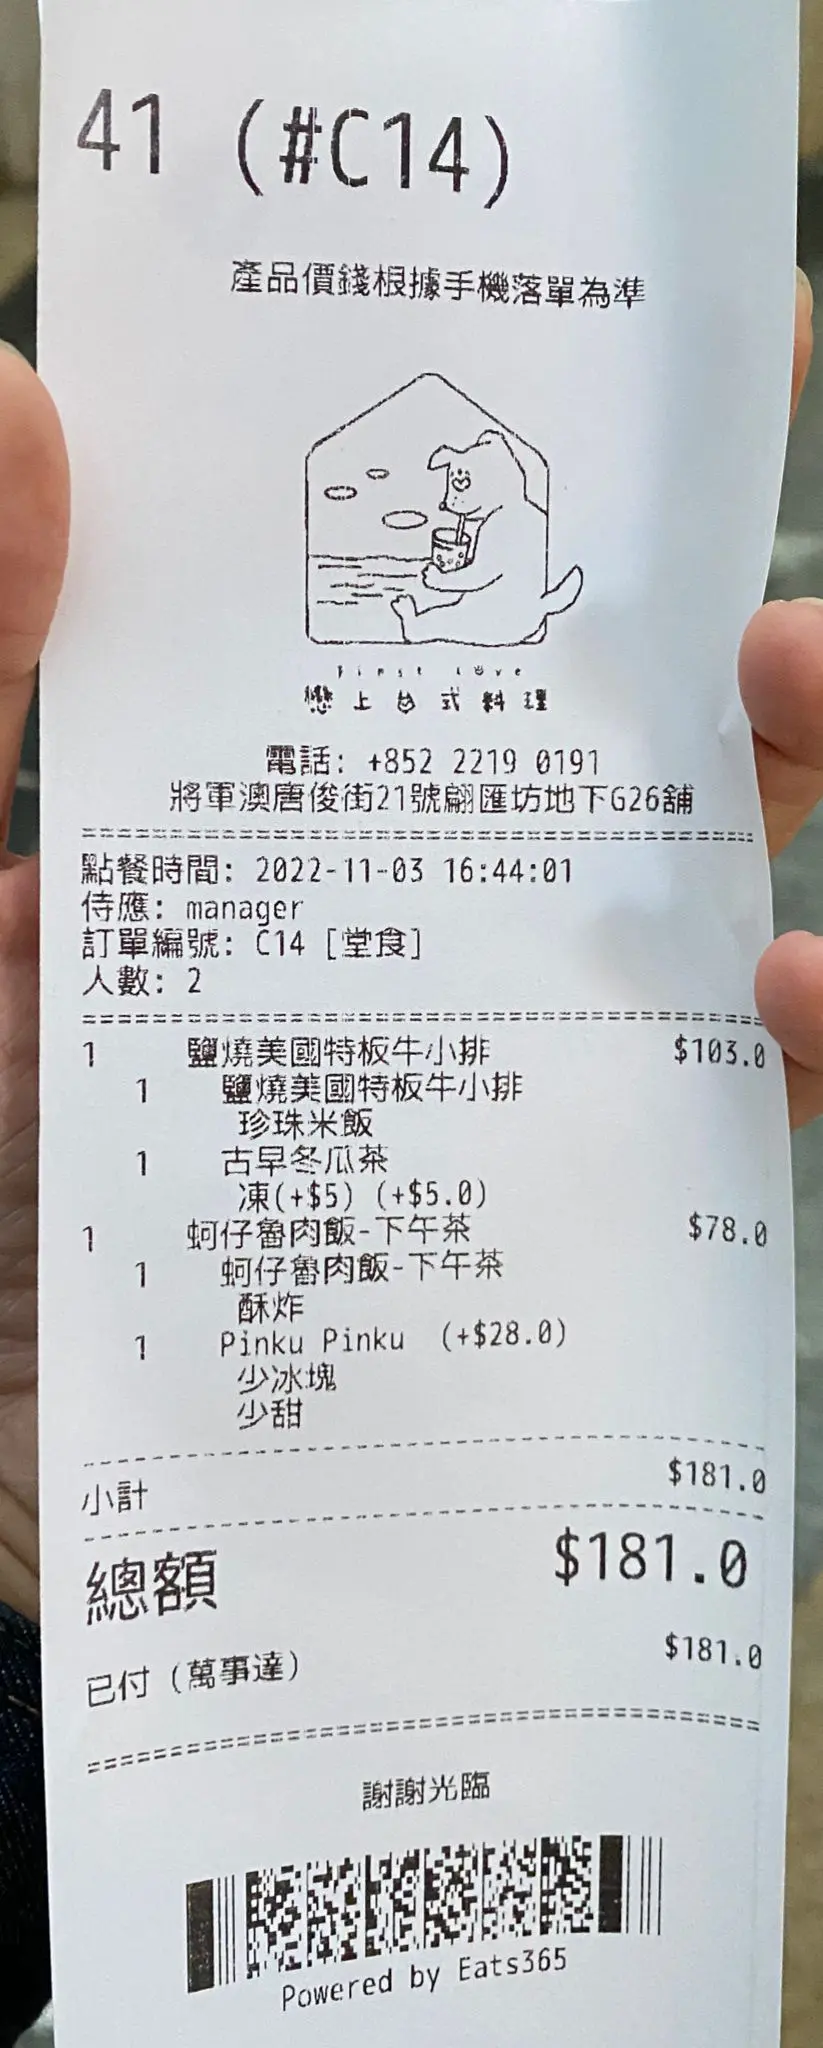 41 (#C14)
產品價錢根據手機落單為準
First Love
戀上台式料理
電話: +852 2219 0191
將軍澳唐俊街21號翩匯坊地下G26舖
點餐時間: 2022-11-03 16:44:01
侍應: manager
訂單編號: C14 [堂食]
人數: 2
1 鹽燒美國特板牛小排 $103.0
1 鹽燒美國特板牛小排
珍珠米飯
1 古早冬瓜茶
凍(+$5) (+$5.0)
1 蚵仔魯肉飯-下午茶 $78.0
1 蚵仔魯肉飯-下午茶
酥炸
1 Pinku Pinku (+$28.0)
少冰塊
少甜
小計 $181.0
總額 $181.0
已付 (萬事達) $181.0
謝謝光臨
Powered by Eats365